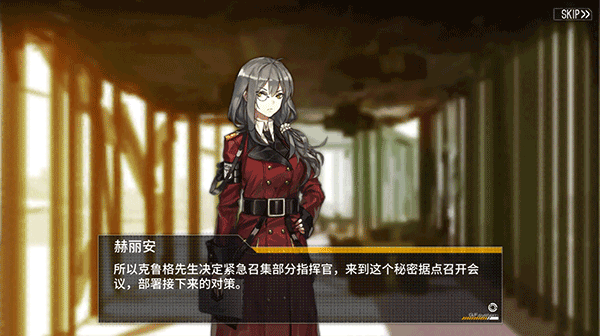 SKIP
赫丽安
所以克鲁格先生决定紧急召集部分指挥官，来到这个秘密据点召开会
议，部署接下来的对策。